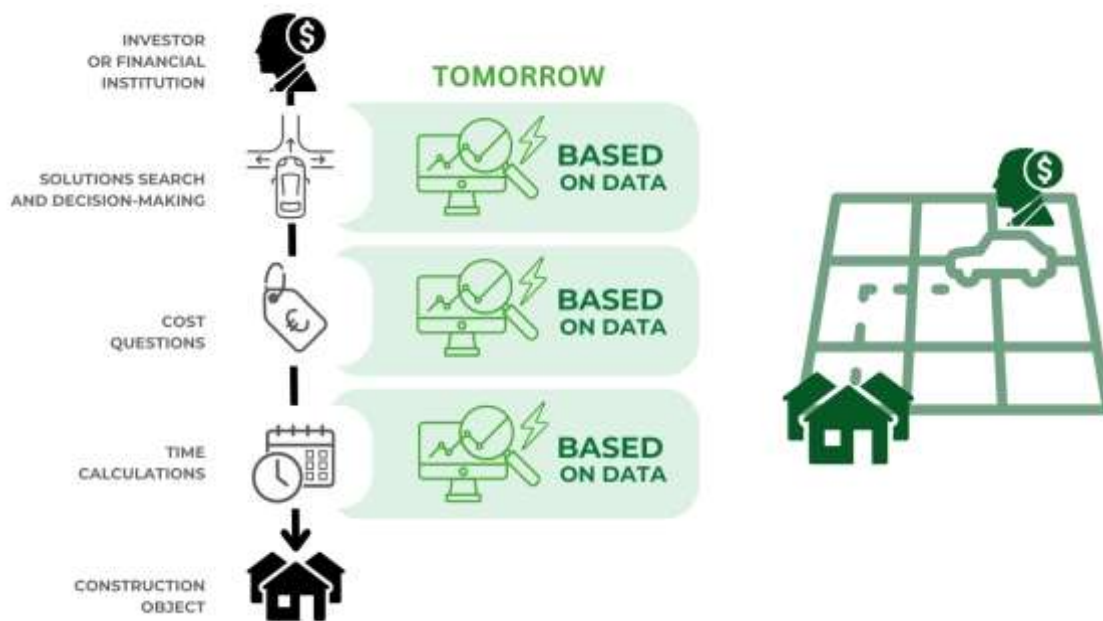 INVESTOR
OR FINANCIAL
INSTITUTION
$
TOMORROW
SOLUTIONS SEARCH
AND DECISION-MAKING
BASED
ON DATA
$
COST
QUESTIONS
BASED
ON DATA
TIME
CALCULATIONS
BASED
ON DATA
CONSTRUCTION
OBJECT